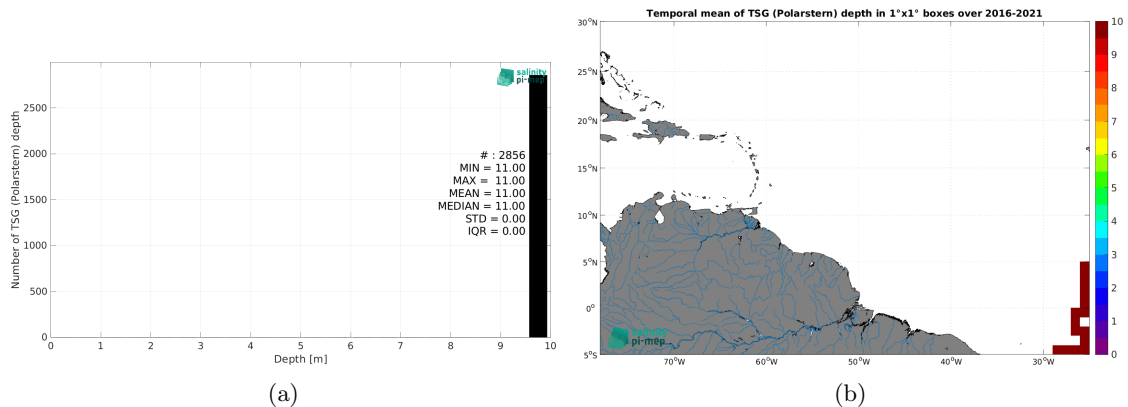 salinity
pi-mep
Number of TSG (Polarstern) depth
2500
2000
1500
1000
500
0
# : 2856
MIN = 11.00
MAX = 11.00
MEAN = 11.00
MEDIAN = 11.00
STD = 0.00
IQR = 0.00
0 1 2 3 4 5 6 7 8 9 10
Depth [m]
(a)
Temporal mean of TSG (Polarstern) depth in 1°x1° boxes over 2016-2021
30°N
25°N
20°N
15°N
10°N
5°N
0°
5°S
70°W 60°W 50°W 40°W 30°W
salinity
pi-mep
10
9
8
7
6
5
4
3
2
1
0
(b)